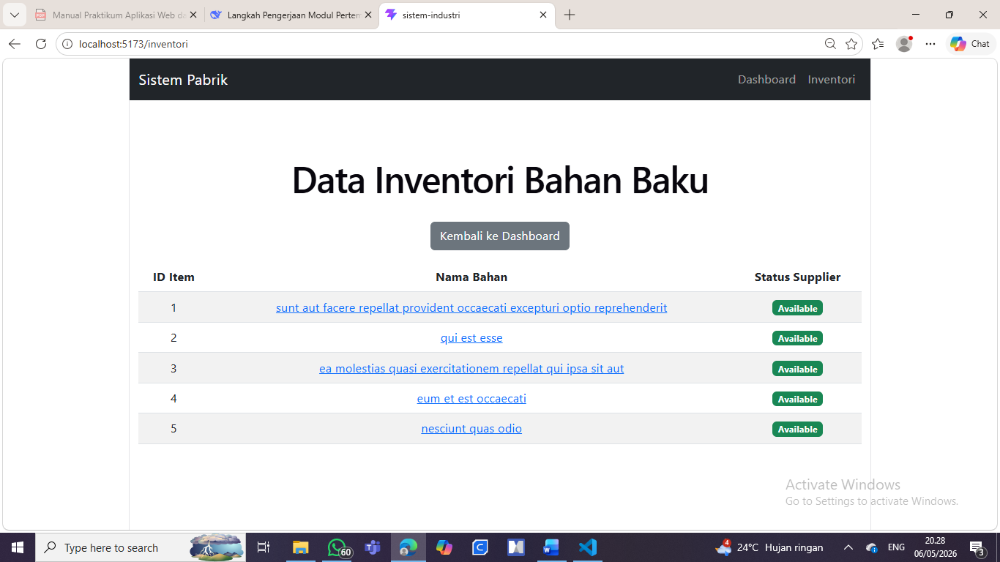 Manual Praktikum Aplikasi Web da
Langkah Pengerjaan Modul Pertem
sistem-industri
localhost:5173/inventori
Chat
Sistem Pabrik
Dashboard
Inventori
Data Inventori Bahan Baku
Kembali ke Dashboard
ID Item Nama Bahan Status Supplier
1 sunt aut facere repellat provident occaecati excepturi optio reprehenderit Available
2 qui est esse Available
3 ea molestias quasi exercitationem repellat qui ipsa sit aut Available
4 eum et est occaecati Available
5 nesciunt quas odio Available
Activate Windows
Go to Settings to activate Windows.
Type here to search
60
4
24°C Hujan ringan
ENG
20.28
06/05/2026
3